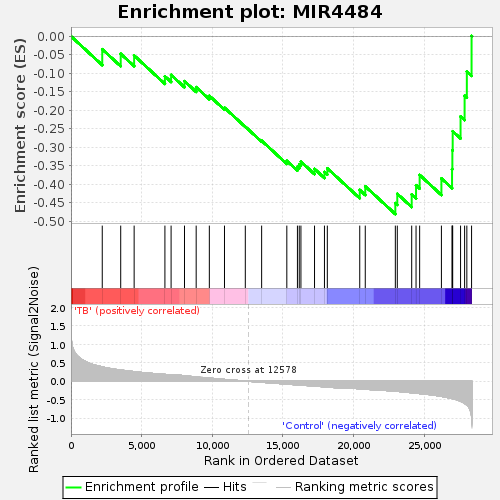 Enrichment plot: MIR4484
Enrichment score (ES)
0.00
-0.05
-0.10
-0.15
-0.20
-0.25
-0.30
-0.35
-0.40
-0.45
-0.50
'TB' (positively correlated)
Ranked list metric (Signal2Noise)
2.0
1.5
1.0
0.5
0.0
-0.5
-1.0
Zero cross at 12578
'Control' (negatively correlated)
0 5,000 10,000 15,000 20,000 25,000
Rank in Ordered Dataset
Enrichment profile Hits Ranking metric scores